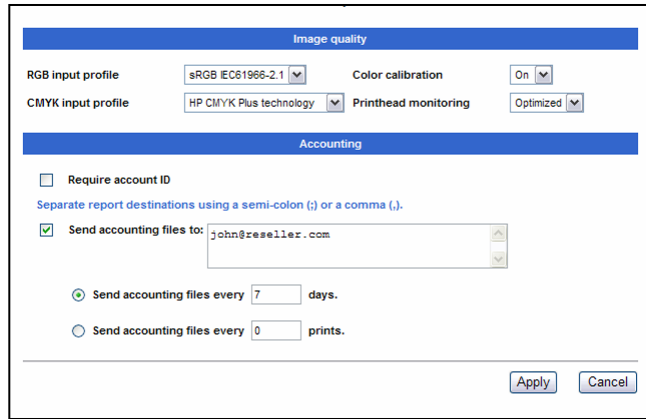 Image quality
RGB input profile sRGB IEC61966-2.1 Color calibration On
CMYK input profile HP CMYK Plus technology Printhead monitoring Optimized
Accounting
Require account ID
Separate report destinations using a semi-colon (;) or a comma (,).
Send accounting files to: john@reseller.com
Send accounting files every 7 days.
Send accounting files every 0 prints.
Apply Cancel